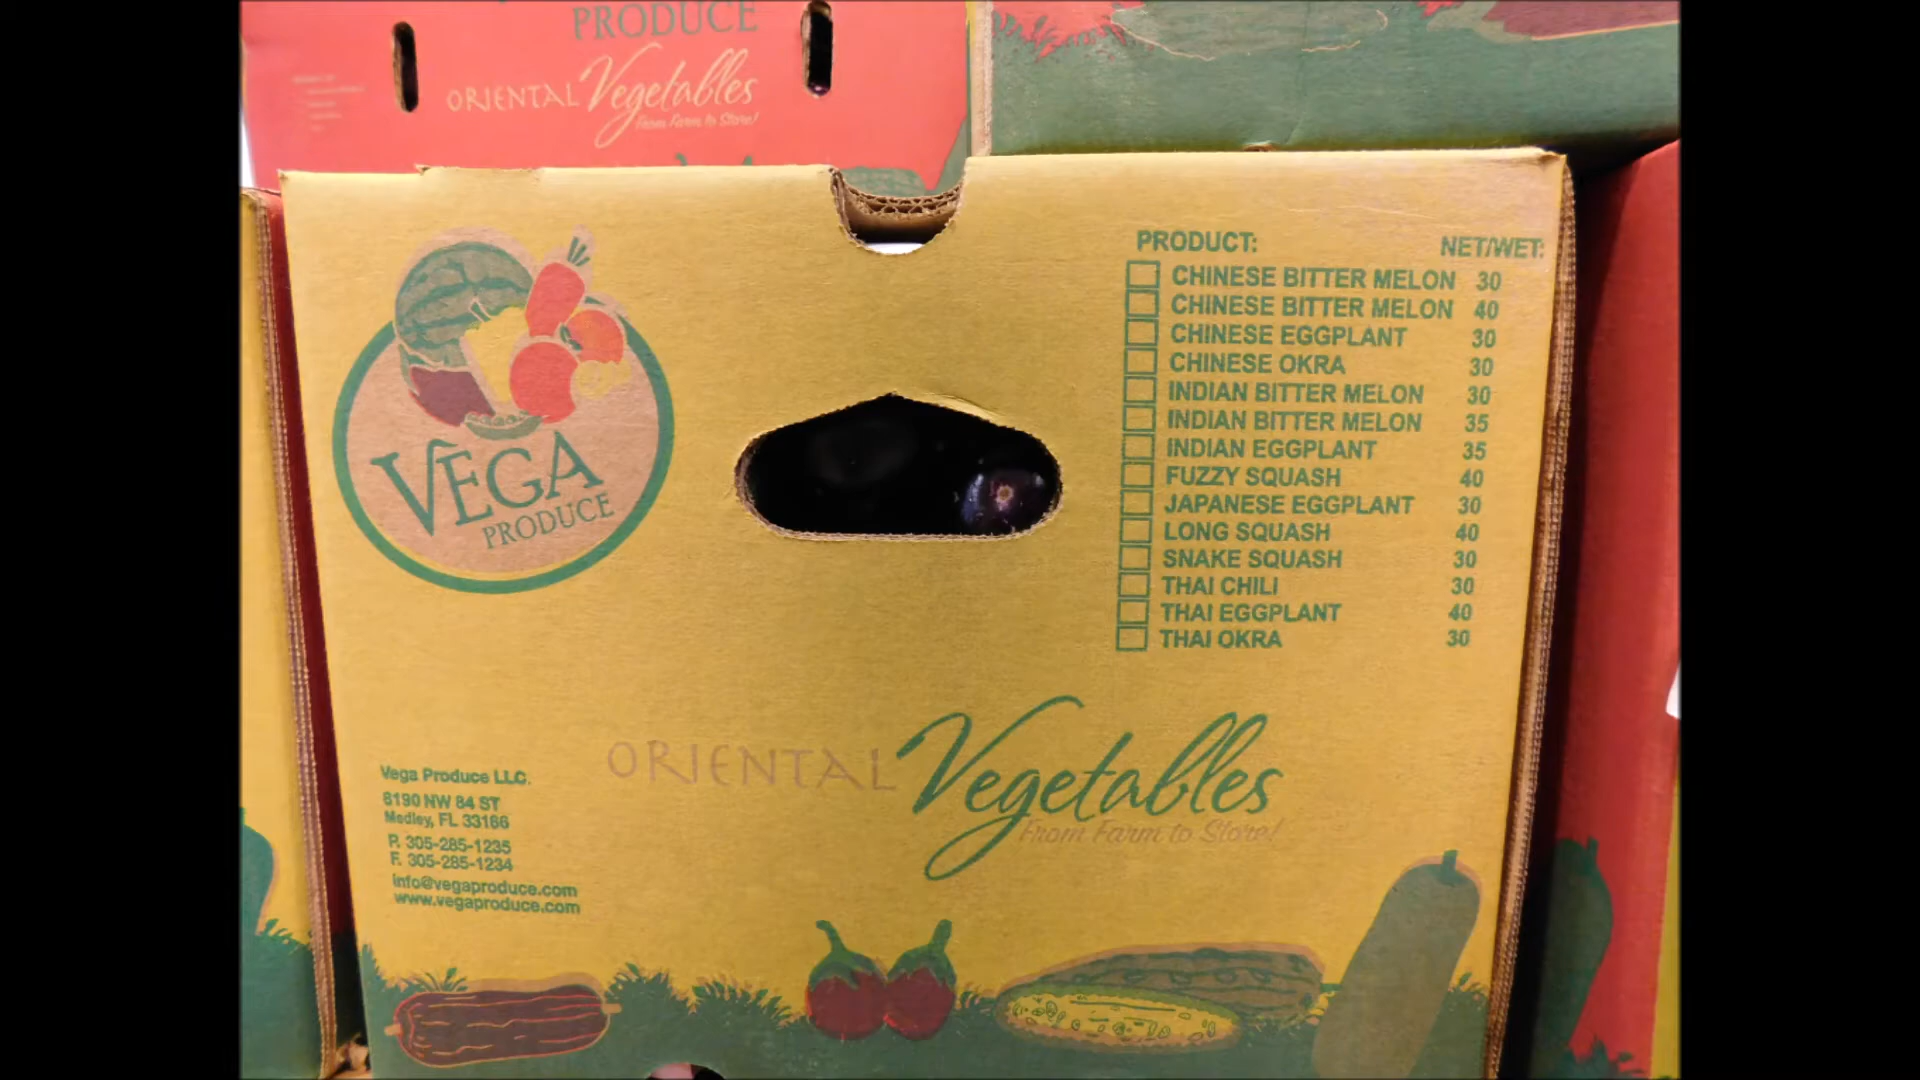 PRODUCE
ORIENTAL Vegetables
From Farm to Store!
VEGA
PRODUCE
PRODUCT: NET/WET:
CHINESE BITTER MELON 30
CHINESE BITTER MELON 40
CHINESE EGGPLANT 30
CHINESE OKRA 30
INDIAN BITTER MELON 30
INDIAN BITTER MELON 35
INDIAN EGGPLANT 35
FUZZY SQUASH 40
JAPANESE EGGPLANT 30
LONG SQUASH 40
SNAKE SQUASH 30
THAI CHILI 30
THAI EGGPLANT 40
THAI OKRA 30
ORIENTAL Vegetables
From Farm to Store!
Vega Produce LLC.
8190 NW 84 ST
Medley, FL 33166
P. 305-285-1235
F. 305-285-1234
info@vegaproduce.com
www.vegaproduce.com